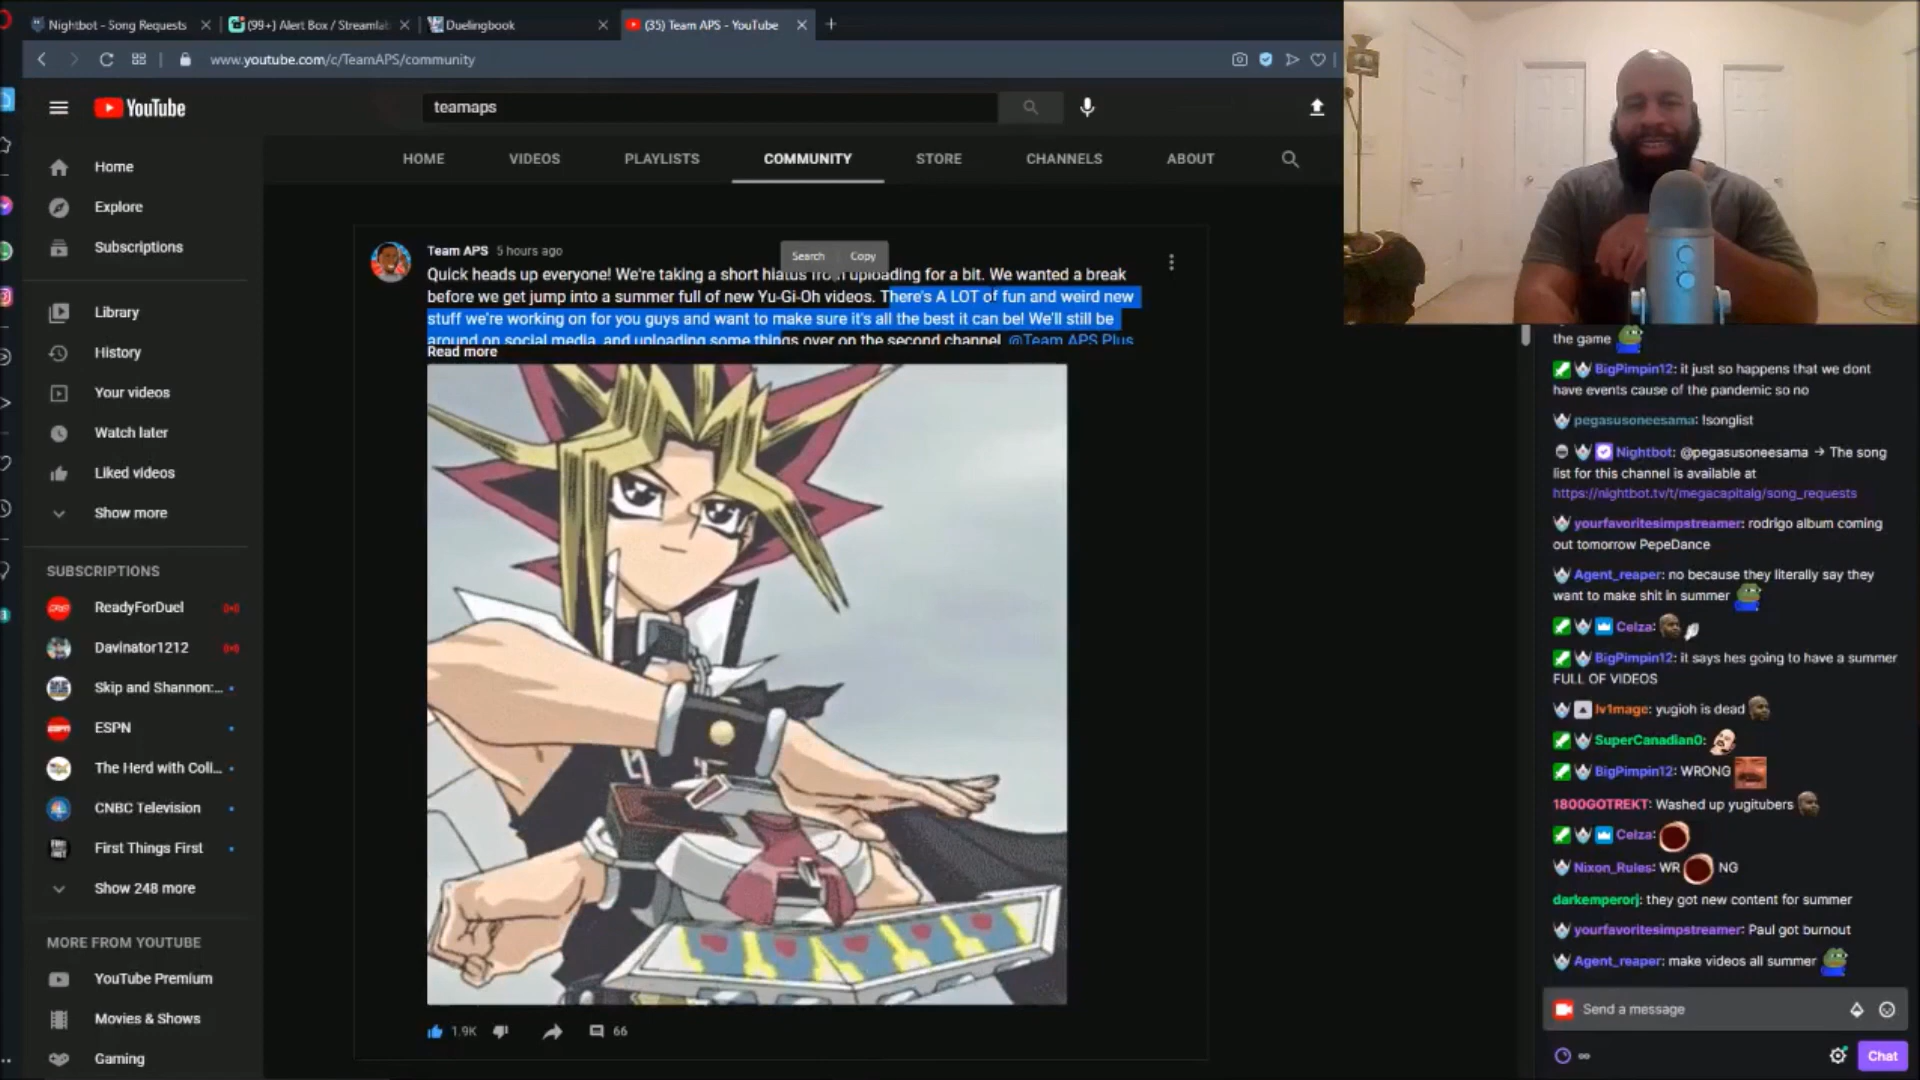 Nightbot - Song Requests
(99+) Alert Box / Streamlab
Duelingbook
(35) Team APS - YouTube
www.youtube.com/c/TeamAPS/community
YouTube
teamaps
HOME
VIDEOS
PLAYLISTS
COMMUNITY
STORE
CHANNELS
ABOUT
Home
Explore
Subscriptions
Library
History
Your videos
Watch later
Liked videos
Show more
SUBSCRIPTIONS
ReadyForDuel
Davinator1212
Skip and Shannon:...
ESPN
The Herd with Coli...
CNBC Television
First Things First
Show 248 more
MORE FROM YOUTUBE
YouTube Premium
Movies & Shows
Gaming
Team APS 5 hours ago
Search Copy
Quick heads up everyone! We're taking a short hiatus from uploading for a bit. We wanted a break
before we get jump into a summer full of new Yu-Gi-Oh videos. There's A LOT of fun and weird new
stuff we're working on for you guys and want to make sure it's all the best it can be! We'll still be
around on social media, and uploading some things over on the second channel @Team APS Plus
Read more
1.9K
66
the game
BigPimpin12: it just so happens that we dont
have events cause of the pandemic so no
pegasusoneesama: !songlist
Nightbot: @pegasusoneesama → The song
list for this channel is available at
https://nightbot.tv/t/megacapitalg/song_requests
yourfavoritesimpstreamer: rodrigo album coming
out tomorrow PepeDance
Agent_reaper: no because they literally say they
want to make shit in summer
Celza:
BigPimpin12: it says hes going to have a summer
FULL OF VIDEOS
lv1mage: yugioh is dead
SuperCanadian0:
BigPimpin12: WRONG
1800GOTREKT: Washed up yugitubers
Celza:
Nixon_Rules: WR NG
darkemperorj: they got new content for summer
yourfavoritesimpstreamer: Paul got burnout
Agent_reaper: make videos all summer
Send a message
Chat